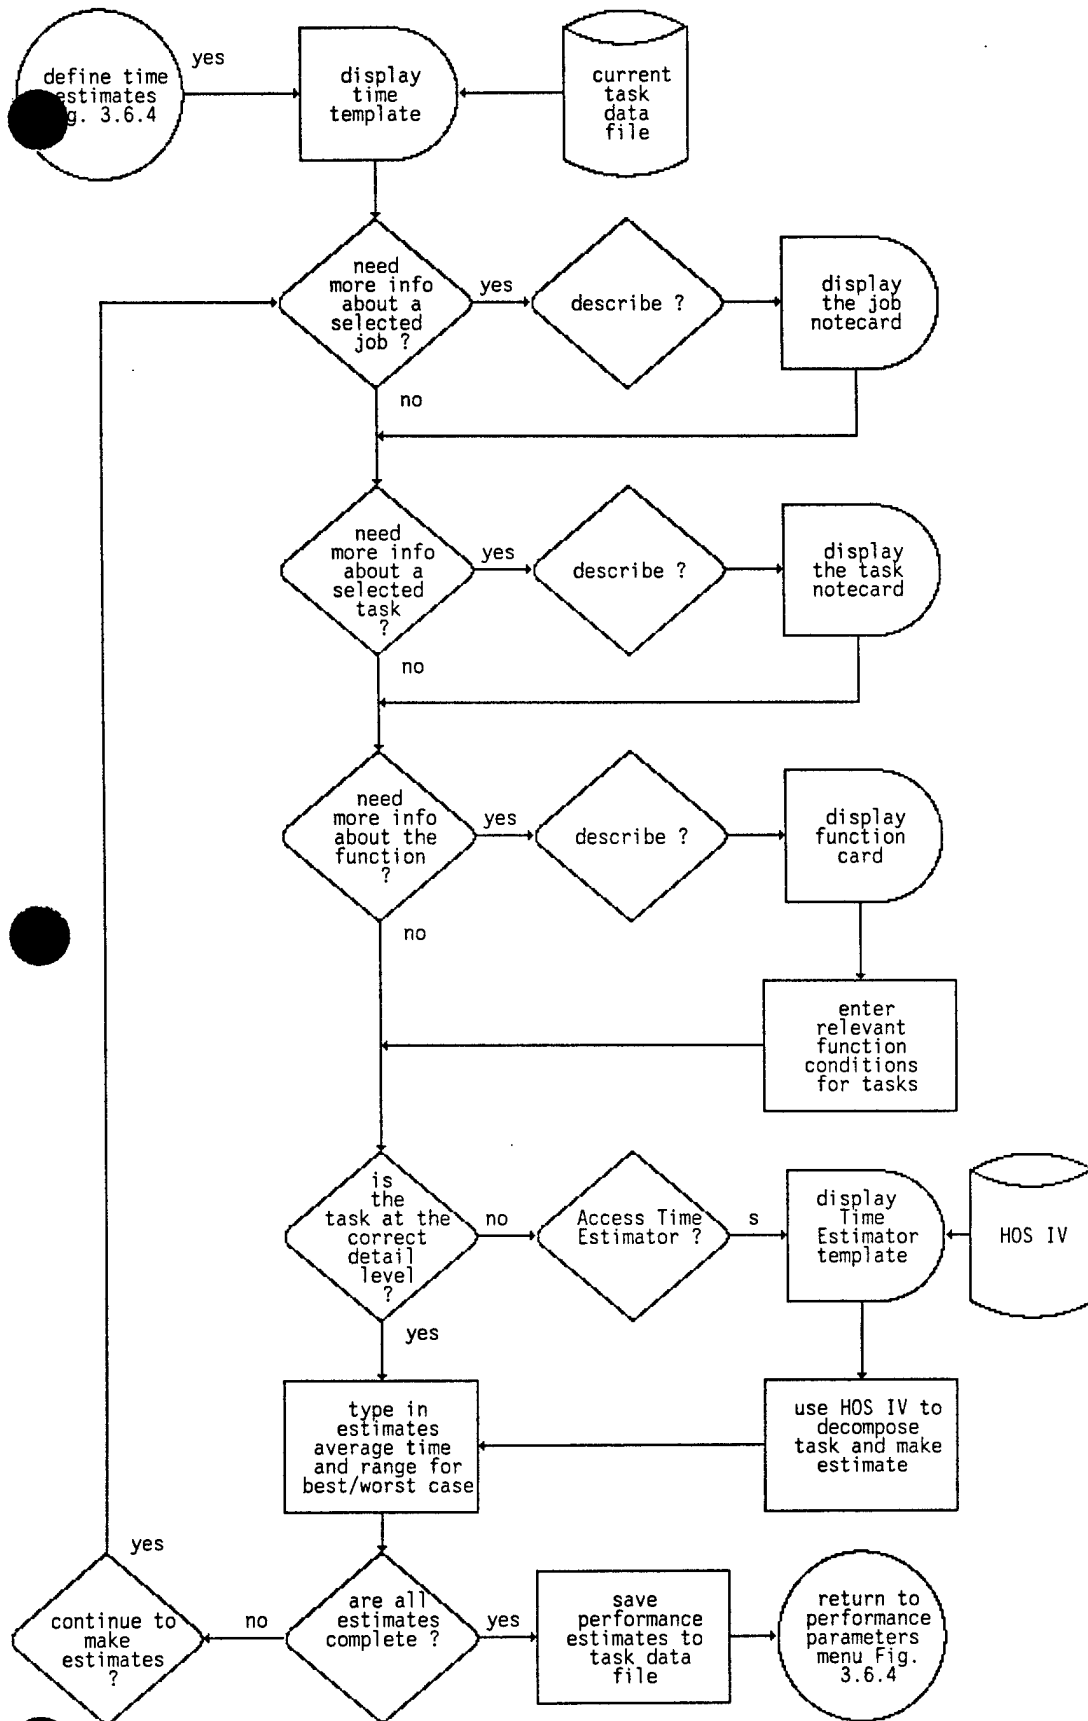 yes
define time
estimates
g. 3.6.4
display
time
template
current
task
data
file
need
more info
about a
selected
job ?
yes
describe ?
display
the job
notecard
no
need
more info
about a
selected
task
?
yes
describe ?
display
the task
notecard
no
need
more info
about the
function
?
yes
describe ?
display
function
card
no
enter
relevant
function
conditions
for tasks
is
the
task at the
correct
detail
level
?
no
Access Time
Estimator ?
s
display
Time
Estimator
template
HOS IV
yes
type in
estimates
average time
and range for
best/worst case
use HOS IV to
decompose
task and make
estimate
yes
continue to
make
estimates
?
no
are all
estimates
complete ?
yes
save
performance
estimates to
task data
file
return to
performance
parameters
menu Fig.
3.6.4